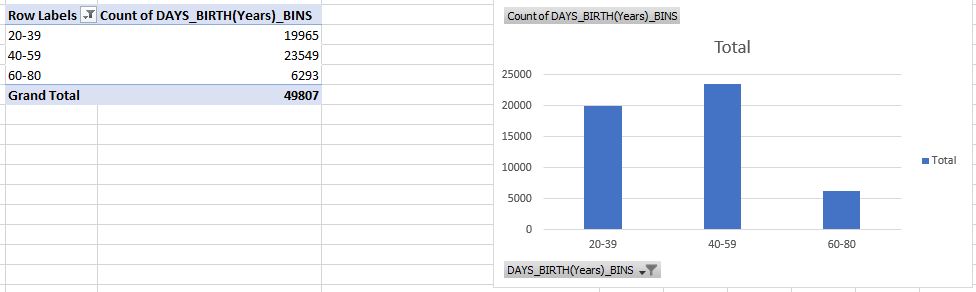 Row Labels Count of DAYS_BIRTH(Years)_BINS
20-39 19965
40-59 23549
60-80 6293
Grand Total 49807
Count of DAYS_BIRTH(Years)_BINS
Total
25000
20000
15000
10000
5000
0
20-39 40-59 60-80
Total
DAYS_BIRTH(Years)_BINS